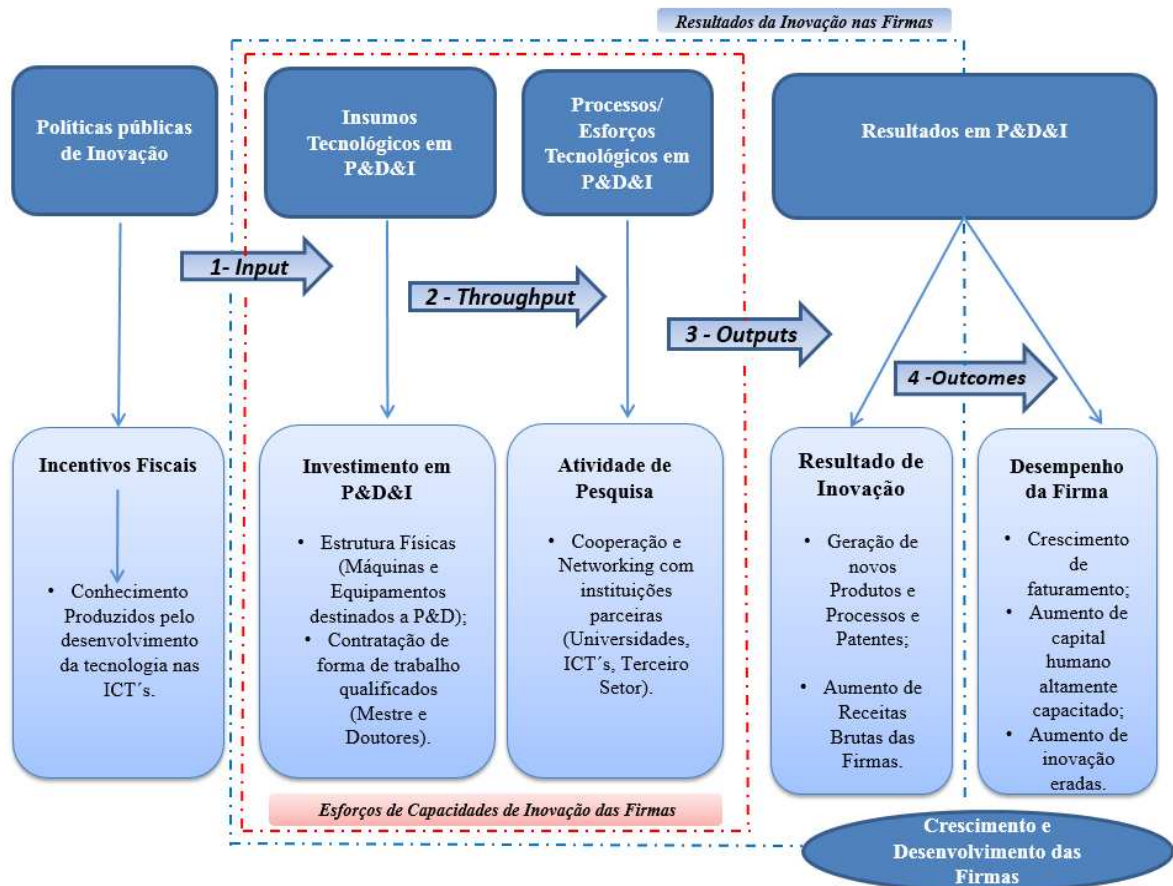 Resultados da Inovação nas Firmas
Políticas públicas
de Inovação
Insumos
Tecnológicos em
P&D&I
Processos/
Esforços
Tecnológicos em
P&D&I
Resultados em P&D&I
1- Input
2 - Throughput
3 - Outputs
4 -Outcomes
Incentivos Fiscais
• Conhecimento
Produzidos pelo
desenvolvimento
da tecnologia nas
ICT´s.
Investimento em
P&D&I
• Estrutura Físicas
(Máquinas e
Equipamentos
destinados a P&D);
• Contratação de
forma de trabalho
qualificados
(Mestre e
Doutores).
Atividade de
Pesquisa
• Cooperação e
Networking com
instituições
parceiras
(Universidades,
ICT´s, Terceiro
Setor).
Resultado de
Inovação
• Geração de
novos
Produtos e
Processos e
Patentes;
• Aumento de
Receitas
Brutas das
Firmas.
Desempenho
da Firma
• Crescimento
de
faturamento;
• Aumento de
capital
humano
altamente
capacitado;
• Aumento de
inovação
eradas.
Esforços de Capacidades de Inovação das Firmas
Crescimento e
Desenvolvimento das
Firmas